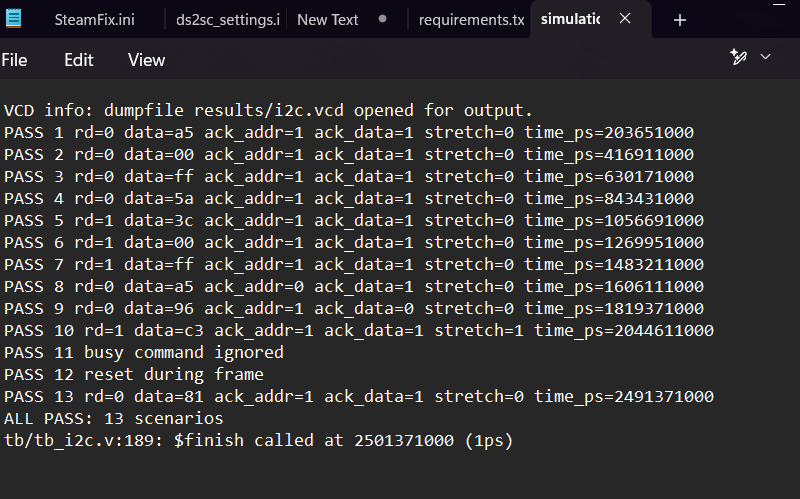 SteamFix.ini
ds2sc_settings.i
New Text
requirements.tx
simulatic
File
Edit
View
VCD info: dumpfile results/i2c.vcd opened for output.
PASS 1 rd=0 data=a5 ack_addr=1 ack_data=1 stretch=0 time_ps=203651000
PASS 2 rd=0 data=00 ack_addr=1 ack_data=1 stretch=0 time_ps=416911000
PASS 3 rd=0 data=ff ack_addr=1 ack_data=1 stretch=0 time_ps=630171000
PASS 4 rd=0 data=5a ack_addr=1 ack_data=1 stretch=0 time_ps=843431000
PASS 5 rd=1 data=3c ack_addr=1 ack_data=1 stretch=0 time_ps=1056691000
PASS 6 rd=1 data=00 ack_addr=1 ack_data=1 stretch=0 time_ps=1269951000
PASS 7 rd=1 data=ff ack_addr=1 ack_data=1 stretch=0 time_ps=1483211000
PASS 8 rd=0 data=a5 ack_addr=0 ack_data=1 stretch=0 time_ps=1606111000
PASS 9 rd=0 data=96 ack_addr=1 ack_data=0 stretch=0 time_ps=1819371000
PASS 10 rd=1 data=c3 ack_addr=1 ack_data=1 stretch=1 time_ps=2044611000
PASS 11 busy command ignored
PASS 12 reset during frame
PASS 13 rd=0 data=81 ack_addr=1 ack_data=1 stretch=0 time_ps=2491371000
ALL PASS: 13 scenarios
tb/tb_i2c.v:189: $finish called at 2501371000 (1ps)